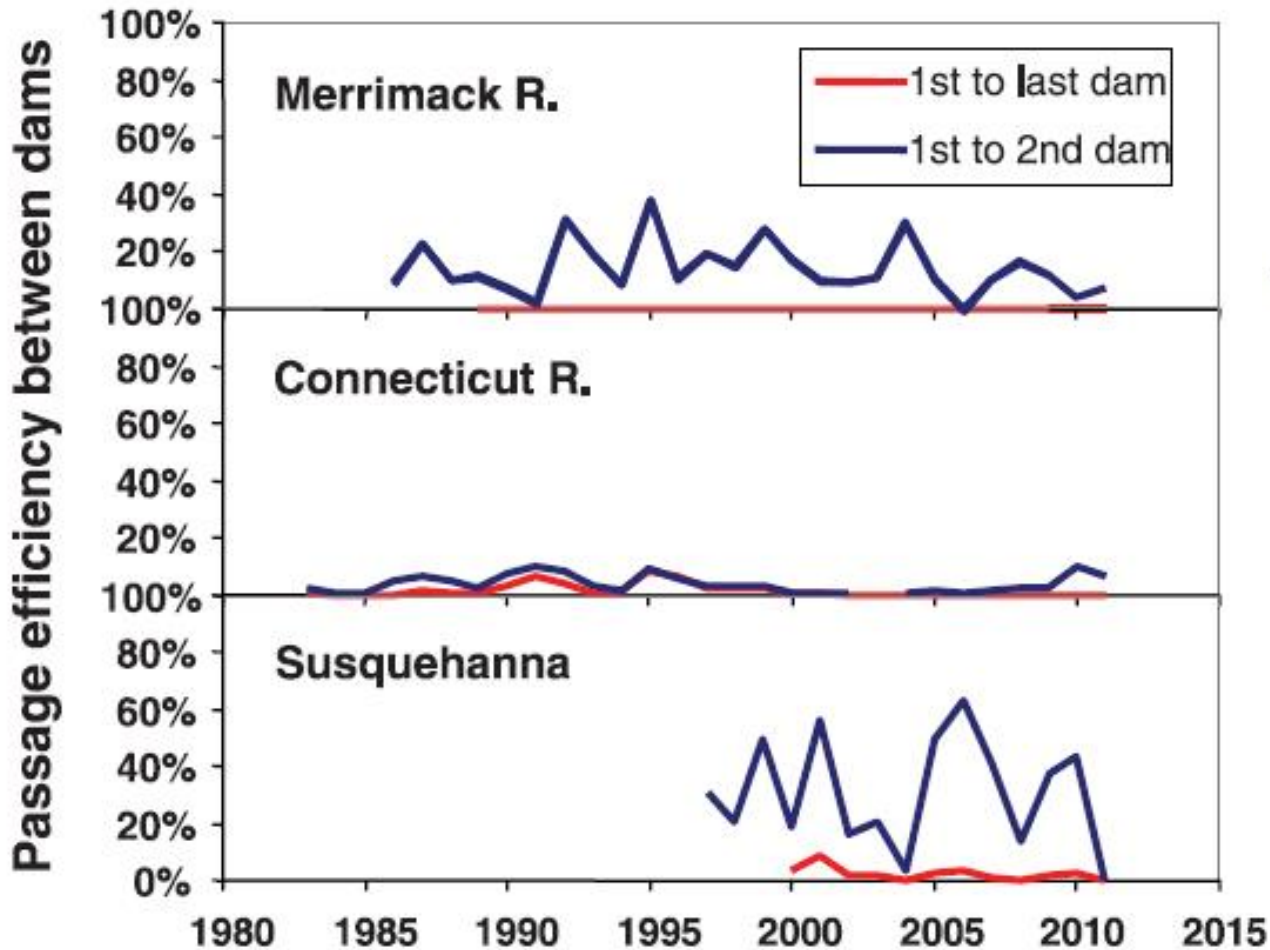 Passage efficiency between dams
100%
80%
60%
40%
20%
100%
80%
60%
40%
20%
100%
80%
60%
40%
20%
0%
Merrimack R.
1st to last dam
1st to 2nd dam
Connecticut R.
Susquehanna
1980 1985 1990 1995 2000 2005 2010 2015